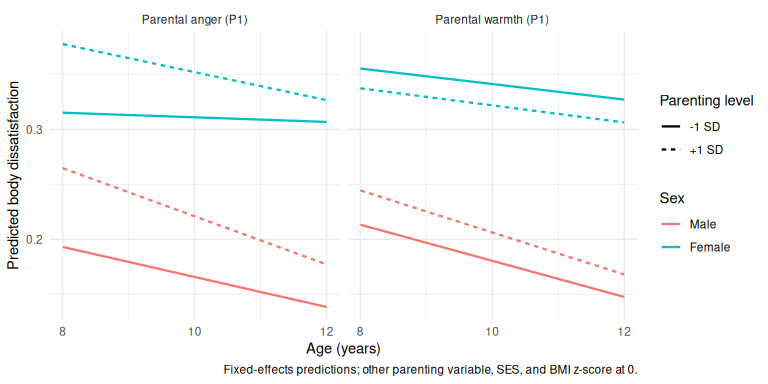 Parental anger (P1)
Parental warmth (P1)
Predicted body dissatisfaction
0.3
0.2
8
10
12
8
10
12
Age (years)
Parenting level
-1 SD
+1 SD
Sex
Male
Female
Fixed-effects predictions; other parenting variable, SES, and BMI z-score at 0.